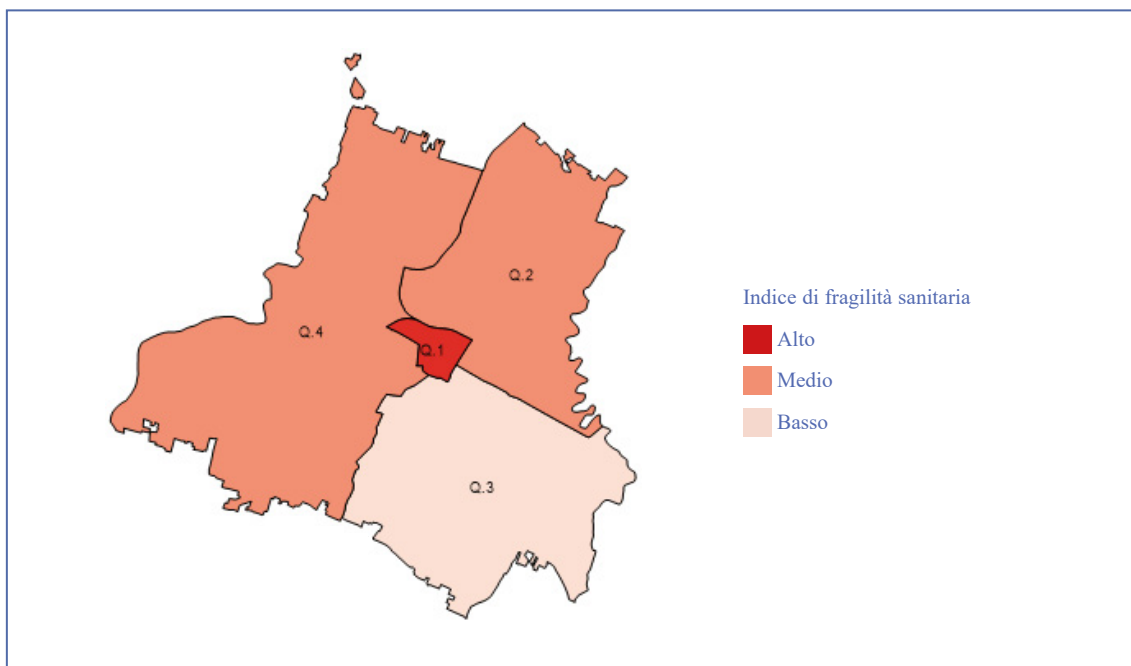 Q.2
Q.4
Q.1
Q.3
Indice di fragilità sanitaria
Alto
Medio
Basso